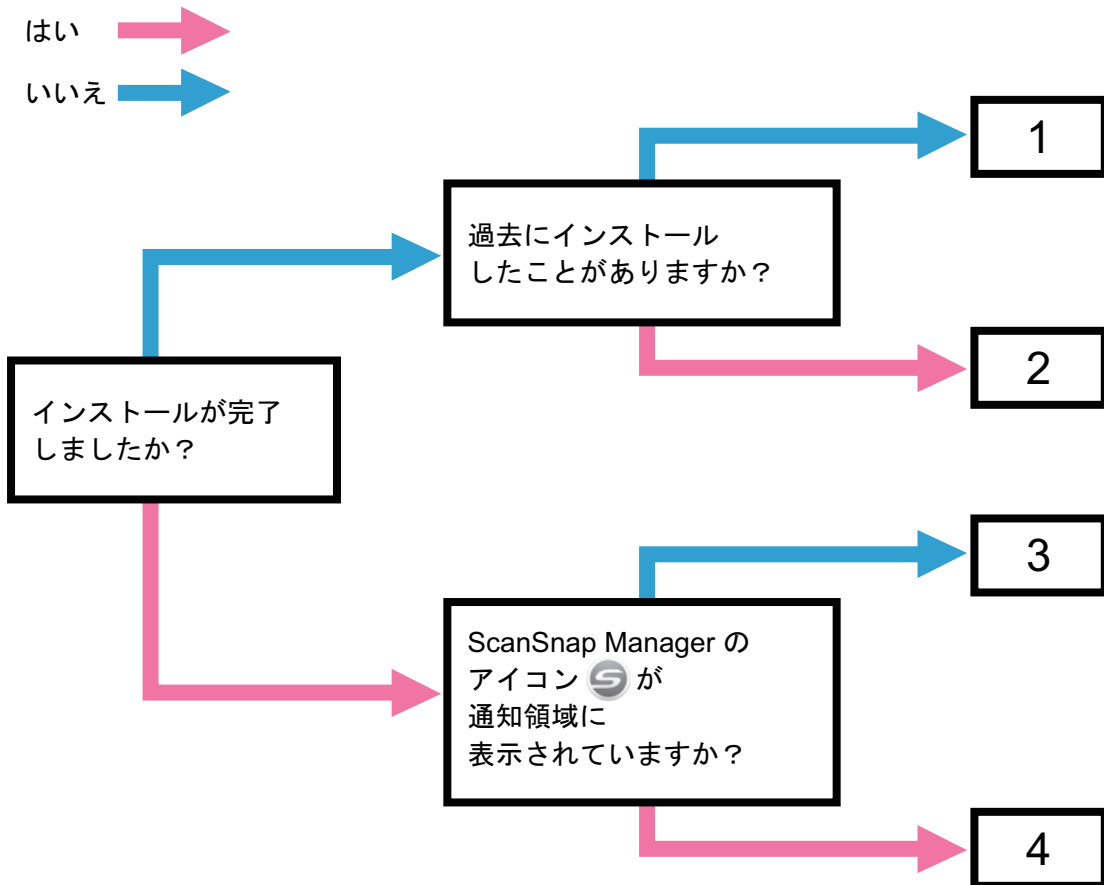 はい
いいえ
1
過去にインストール
したことがありますか？
2
インストールが完了
しましたか？
3
ScanSnap Manager の
アイコン が
通知領域に
表示されていますか？
4